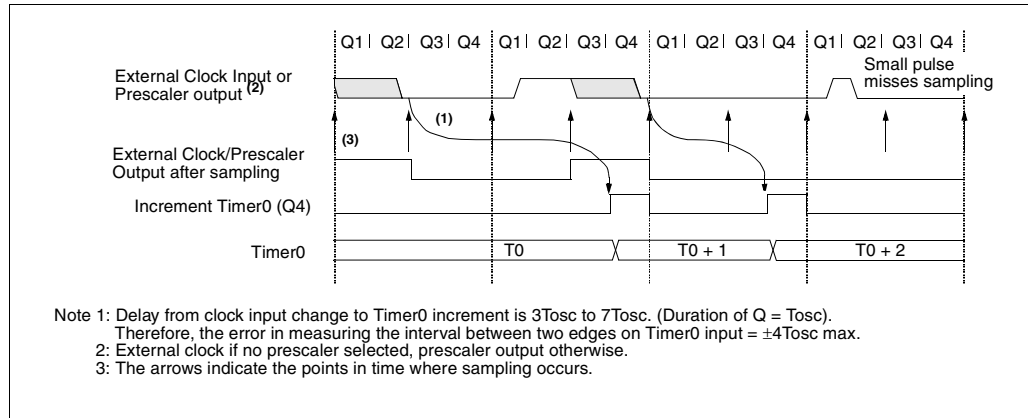 Q1 Q2 Q3 Q4 Q1 Q2 Q3 Q4 Q1 Q2 Q3 Q4 Q1 Q2 Q3 Q4
External Clock Input or
Prescaler output (2)
Small pulse
misses sampling
(1)
(3)
External Clock/Prescaler
Output after sampling
Increment Timer0 (Q4)
Timer0
T0
T0 + 1
T0 + 2
Note 1: Delay from clock input change to Timer0 increment is 3Tosc to 7Tosc. (Duration of Q = Tosc).
Therefore, the error in measuring the interval between two edges on Timer0 input = ±4Tosc max.
2: External clock if no prescaler selected, prescaler output otherwise.
3: The arrows indicate the points in time where sampling occurs.